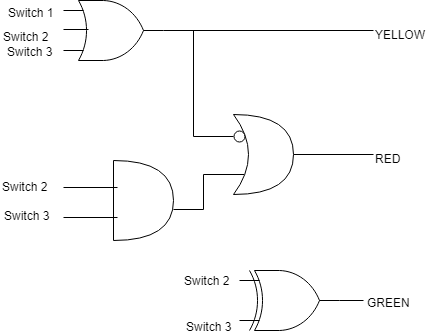 Switch 1
Switch 2
Switch 3
YELLOW
RED
Switch 2
Switch 3
Switch 2
Switch 3
GREEN